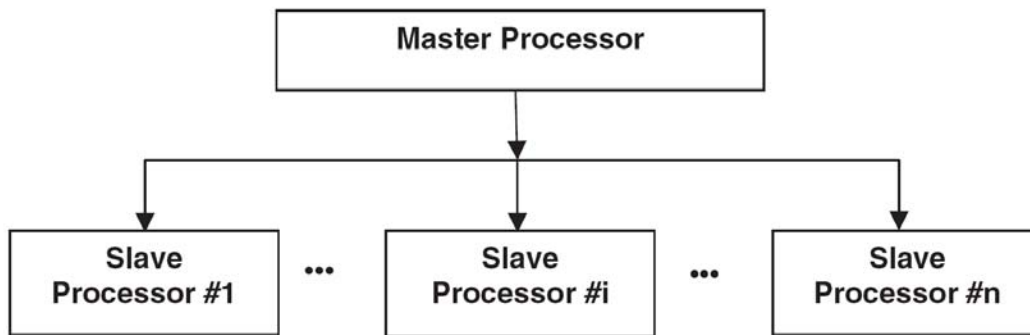 Master Processor
Slave
Processor #1
•••
Slave
Processor #i
•••
Slave
Processor #n